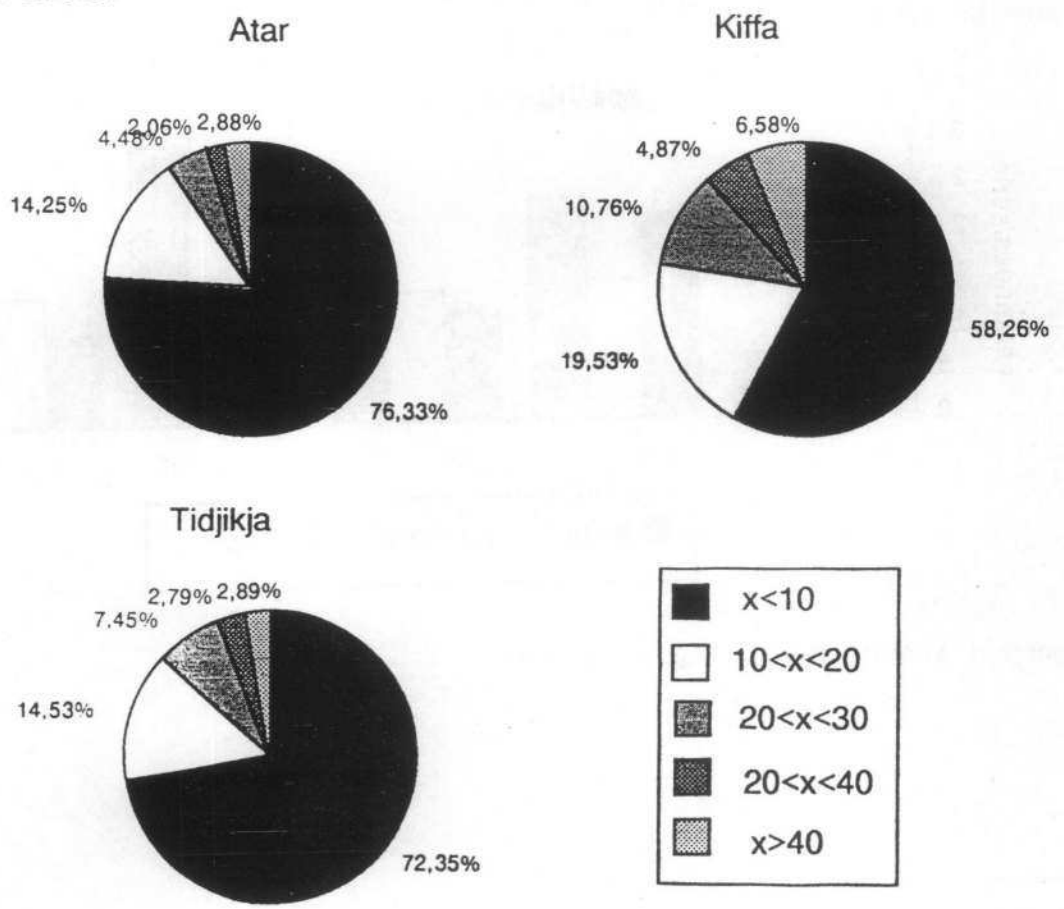 Atar
2,06% 2,88%
4,48%
14,25%
76,33%
Kiffa
6,58%
4,87%
10,76%
58,26%
19,53%
Tidjikja
2,79% 2,89%
7,45%
14,53%
72,35%
x<10
10<x<20
20<x<30
20<x<40
x>40